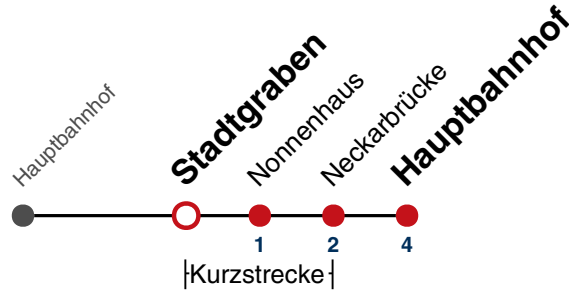 Hauptbahnhof
Stadtgraben
Nonnenhaus
Neckarbrücke
Hauptbahnhof
1 2 4
Kurzstrecke